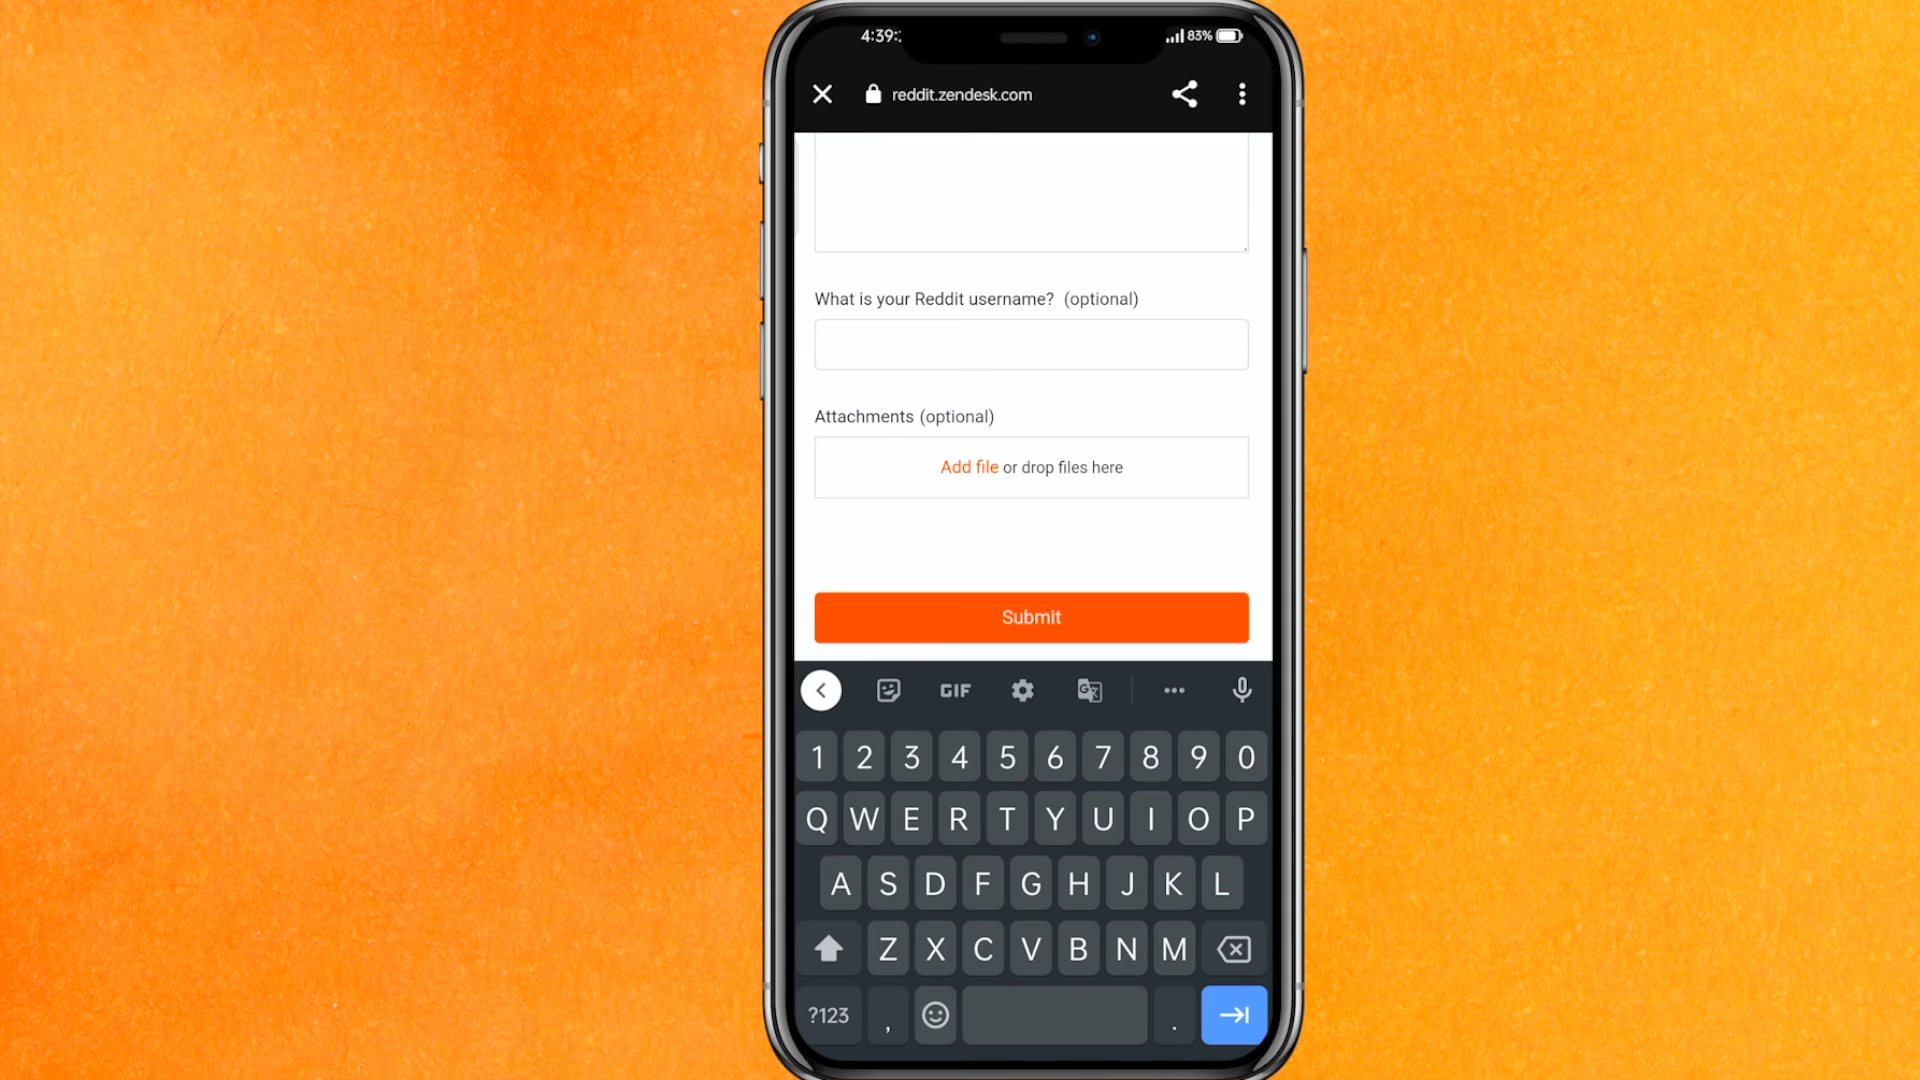 4:39:
83%
reddit.zendesk.com
What is your Reddit username? (optional)
Attachments (optional)
Add file or drop files here
Submit
GIF
1 2 3 4 5 6 7 8 9 0
Q W E R T Y U I O P
A S D F G H J K L
Z X C V B N M
?123 , .